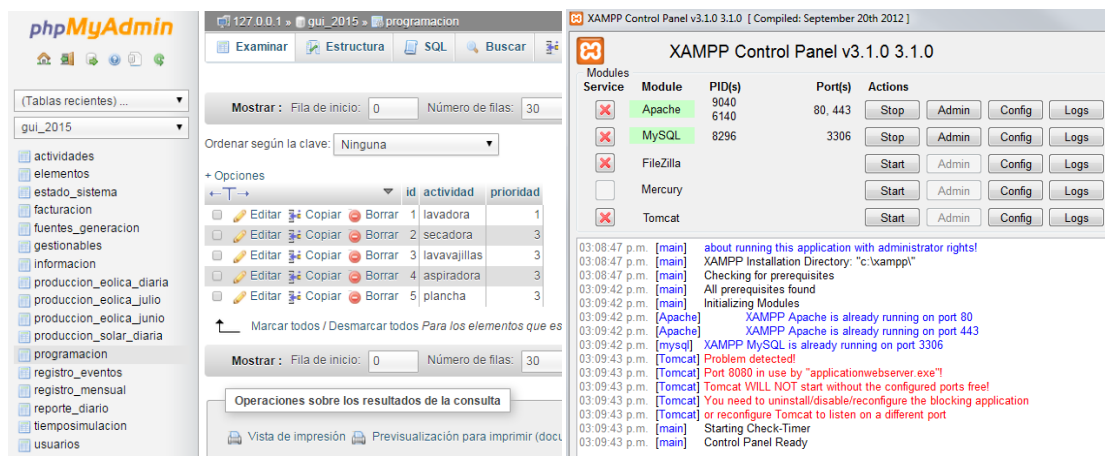 phpMyAdmin
(Tablas recientes) ...
gui_2015
actividades
elementos
estado_sistema
facturacion
fuentes_generacion
gestionables
informacion
produccion_eolica_diaria
produccion_eolica_julio
produccion_eolica_junio
produccion_solar_diaria
programacion
registro_eventos
registro_mensual
reporte_diario
tiemposimulacion
usuarios
127.0.0.1 » gui_2015 » programacion
Examinar Estructura SQL Buscar
Mostrar : Fila de inicio: 0 Número de filas: 30
Ordenar según la clave: Ninguna
+ Opciones
←T→ id actividad prioridad
Editar Copiar Borrar 1 lavadora 1
Editar Copiar Borrar 2 secadora 3
Editar Copiar Borrar 3 lavavajillas 3
Editar Copiar Borrar 4 aspiradora 3
Editar Copiar Borrar 5 plancha 3
Marcar todos / Desmarcar todos Para los elementos que es
Mostrar : Fila de inicio: 0 Número de filas: 30
Operaciones sobre los resultados de la consulta
Vista de impresión Previsualización para imprimir (docu
XAMPP Control Panel v3.1.0 3.1.0 [ Compiled: September 20th 2012 ]
XAMPP Control Panel v3.1.0 3.1.0
Modules
Service Module PID(s) Port(s) Actions
Apache 9040 6140 80, 443 Stop Admin Config Logs
MySQL 8296 3306 Stop Admin Config Logs
FileZilla Start Admin Config Logs
Mercury Start Admin Config Logs
Tomcat Start Admin Config Logs
03:08:47 p.m. [main] about running this application with administrator rights!
03:08:47 p.m. [main] XAMPP Installation Directory: "c:\xampp\"
03:08:47 p.m. [main] Checking for prerequisites
03:09:42 p.m. [main] All prerequisites found
03:09:42 p.m. [main] Initializing Modules
03:09:42 p.m. [Apache] XAMPP Apache is already running on port 80
03:09:42 p.m. [Apache] XAMPP Apache is already running on port 443
03:09:42 p.m. [mysql] XAMPP MySQL is already running on port 3306
03:09:43 p.m. [Tomcat] Problem detected!
03:09:43 p.m. [Tomcat] Port 8080 in use by "applicationwebserver.exe"!
03:09:43 p.m. [Tomcat] Tomcat WILL NOT start without the configured ports free!
03:09:43 p.m. [Tomcat] You need to uninstall/disable/reconfigure the blocking application
03:09:43 p.m. [Tomcat] or reconfigure Tomcat to listen on a different port
03:09:43 p.m. [main] Starting Check-Timer
03:09:43 p.m. [main] Control Panel Ready